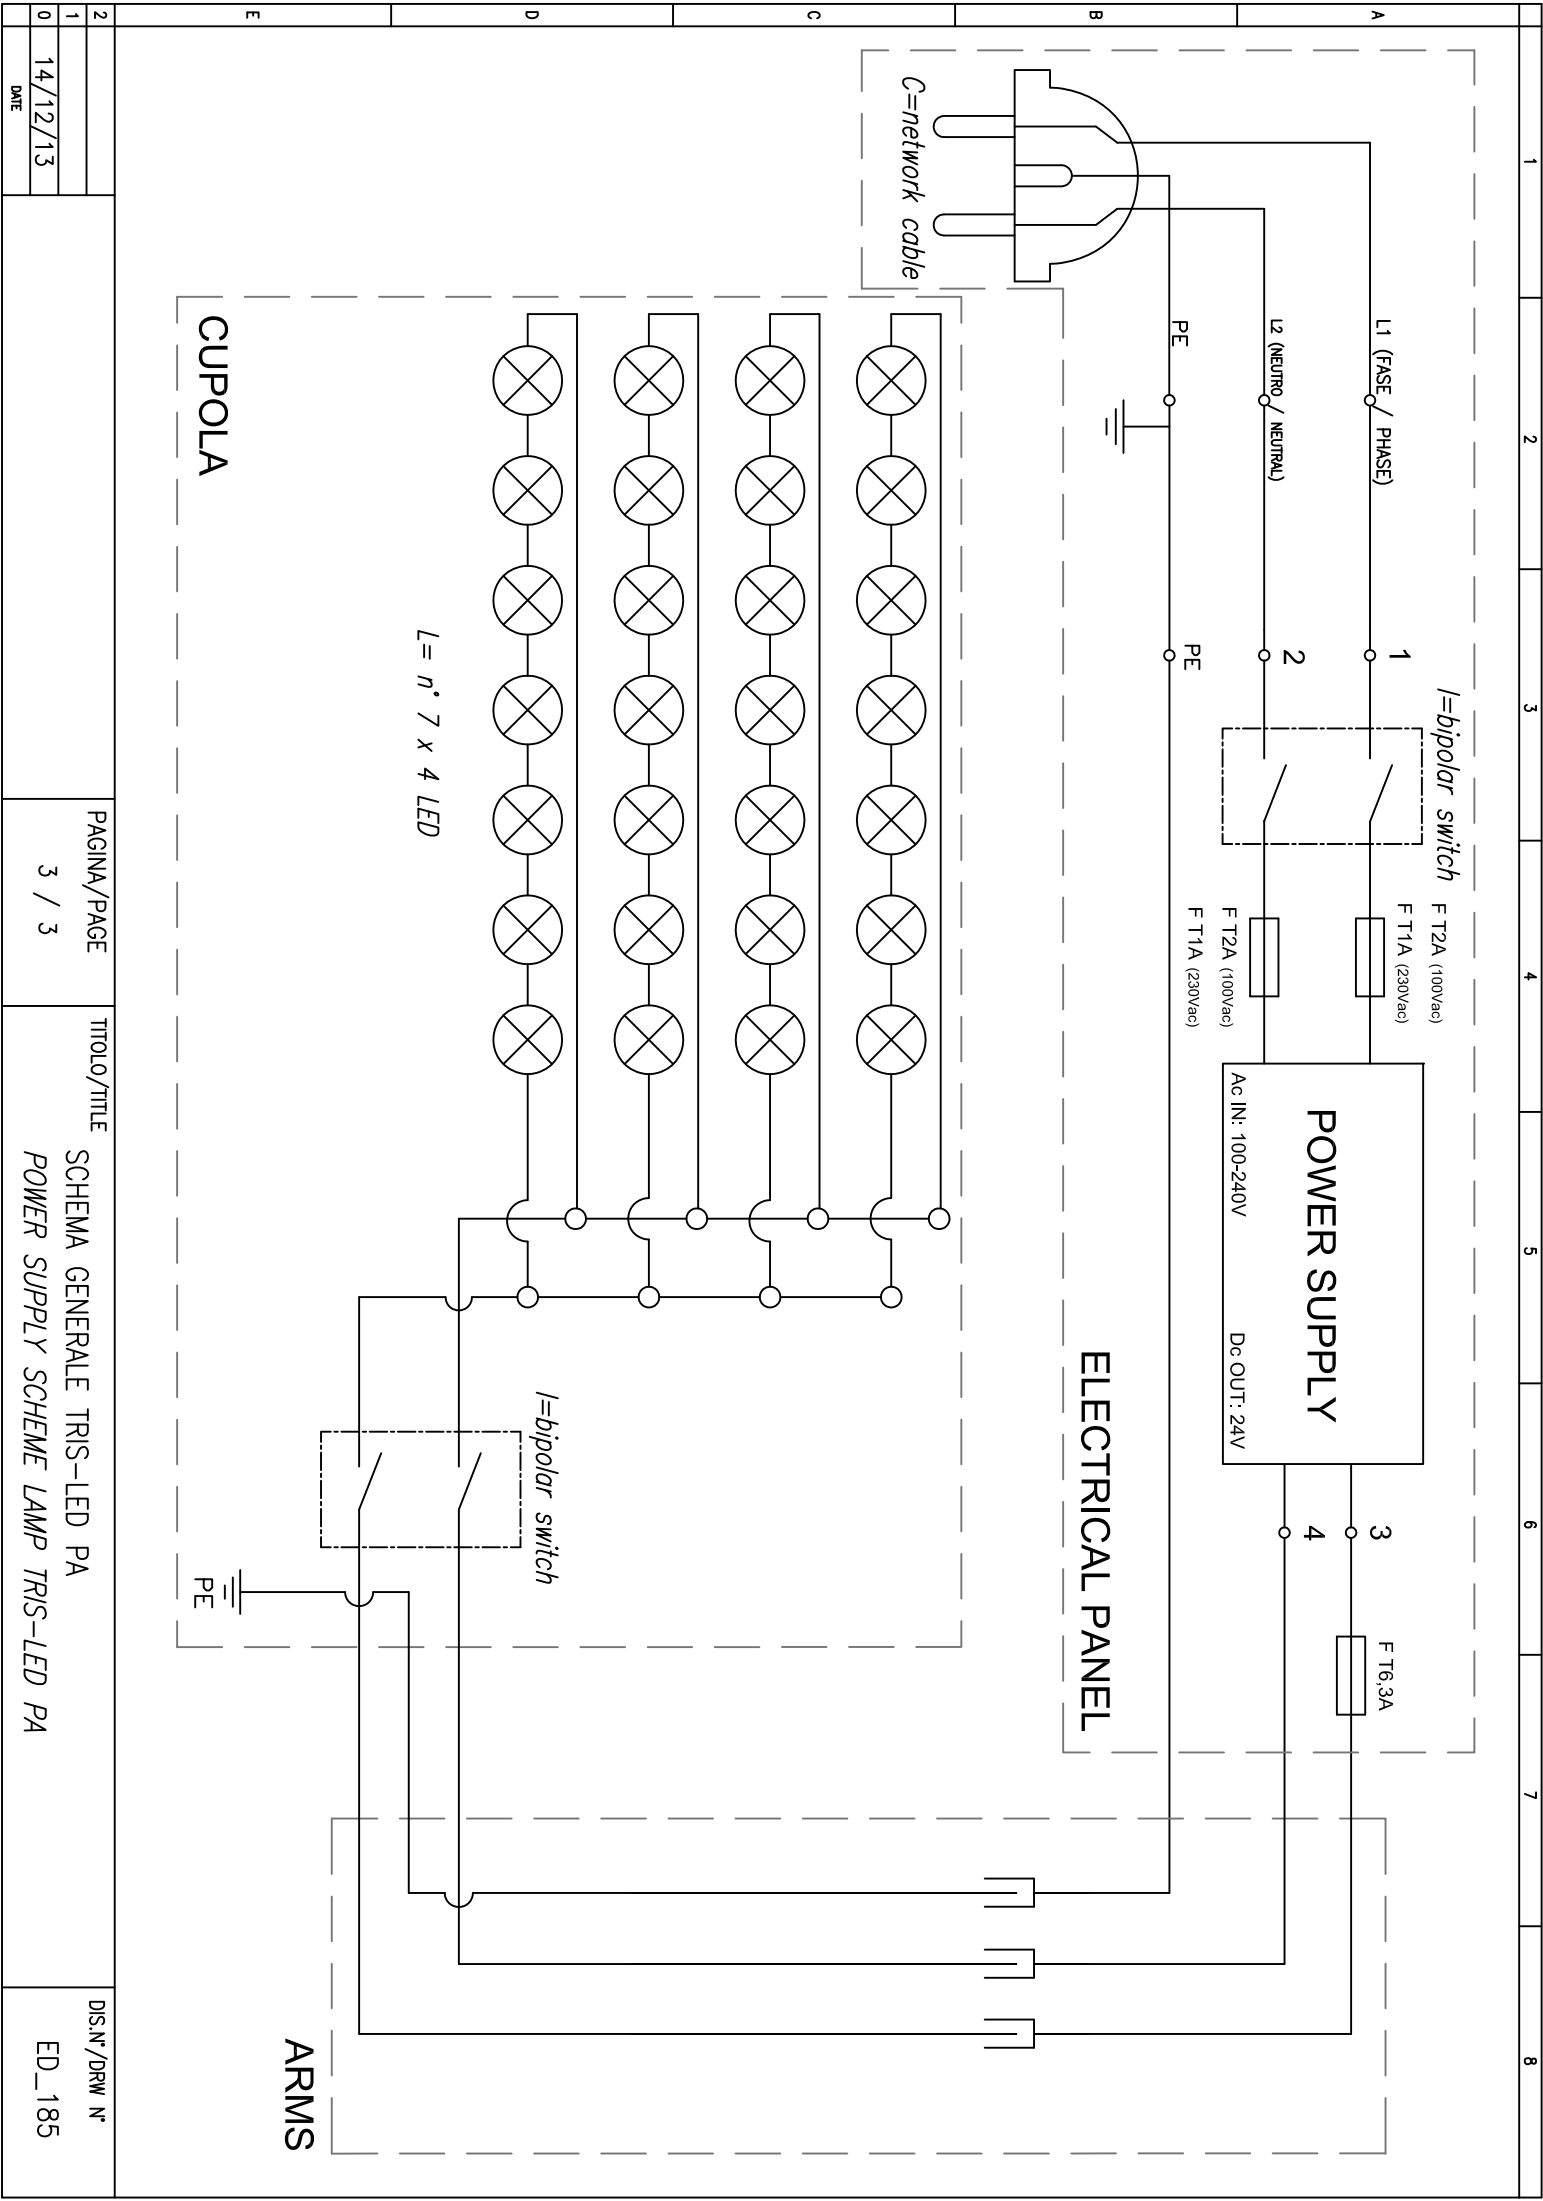 1
2
3
4
5
6
7
8
A
B
C
D
E
I=bipolar switch
F T2A (100Vac)
F T1A (230Vac)
POWER SUPPLY
Ac IN: 100-240V
Dc OUT: 24V
L1 (FASE / PHASE)
1
3
F T6,3A
L2 (NEUTRO / NEUTRAL)
2
4
F T2A (100Vac)
F T1A (230Vac)
PE
PE
ELECTRICAL PANEL
C=network cable
I=bipolar switch
L= n° 7 x 4 LED
CUPOLA
PE
ARMS
2
1
0
14/12/13
DATE
PAGINA/PAGE
3 / 3
TITOLO/TITLE
SCHEMA GENERALE TRIS-LED PA
POWER SUPPLY SCHEME LAMP TRIS-LED PA
DIS.N°/DRW N°
ED_185